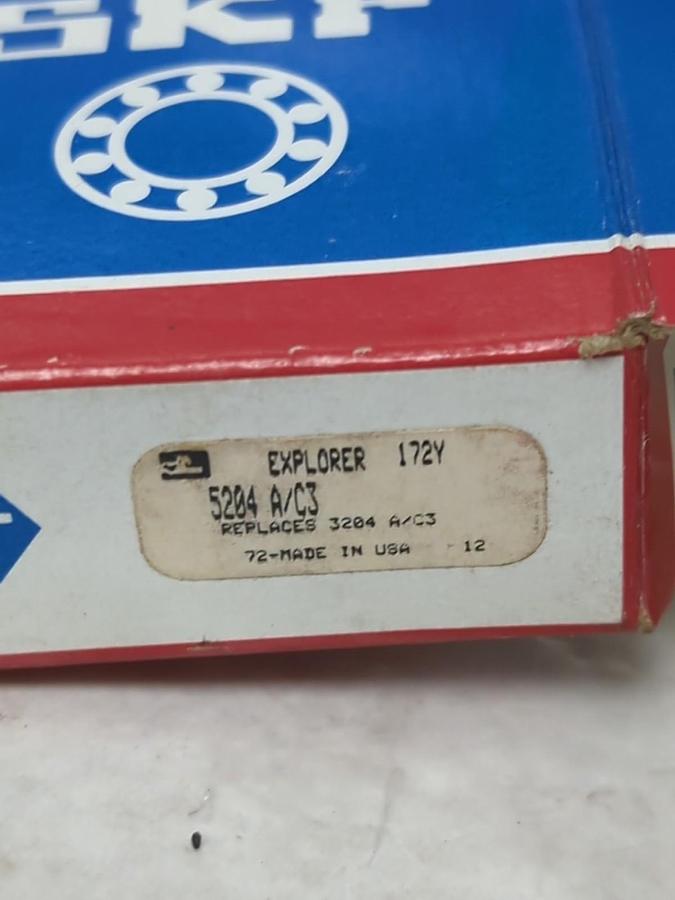 SKF
EXPLORER 172Y
5204 A/C3
REPLACES 3204 A/C3
72-MADE IN USA 12